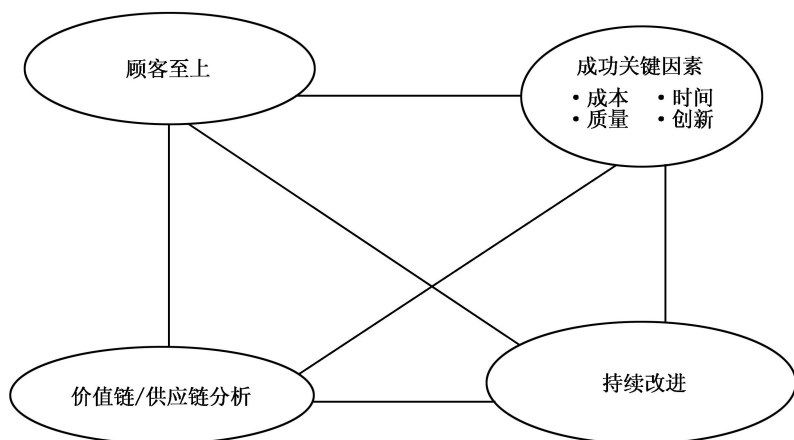 顾客至上
成功关键因素
·成本 ·时间
·质量 ·创新
价值链/供应链分析
持续改进